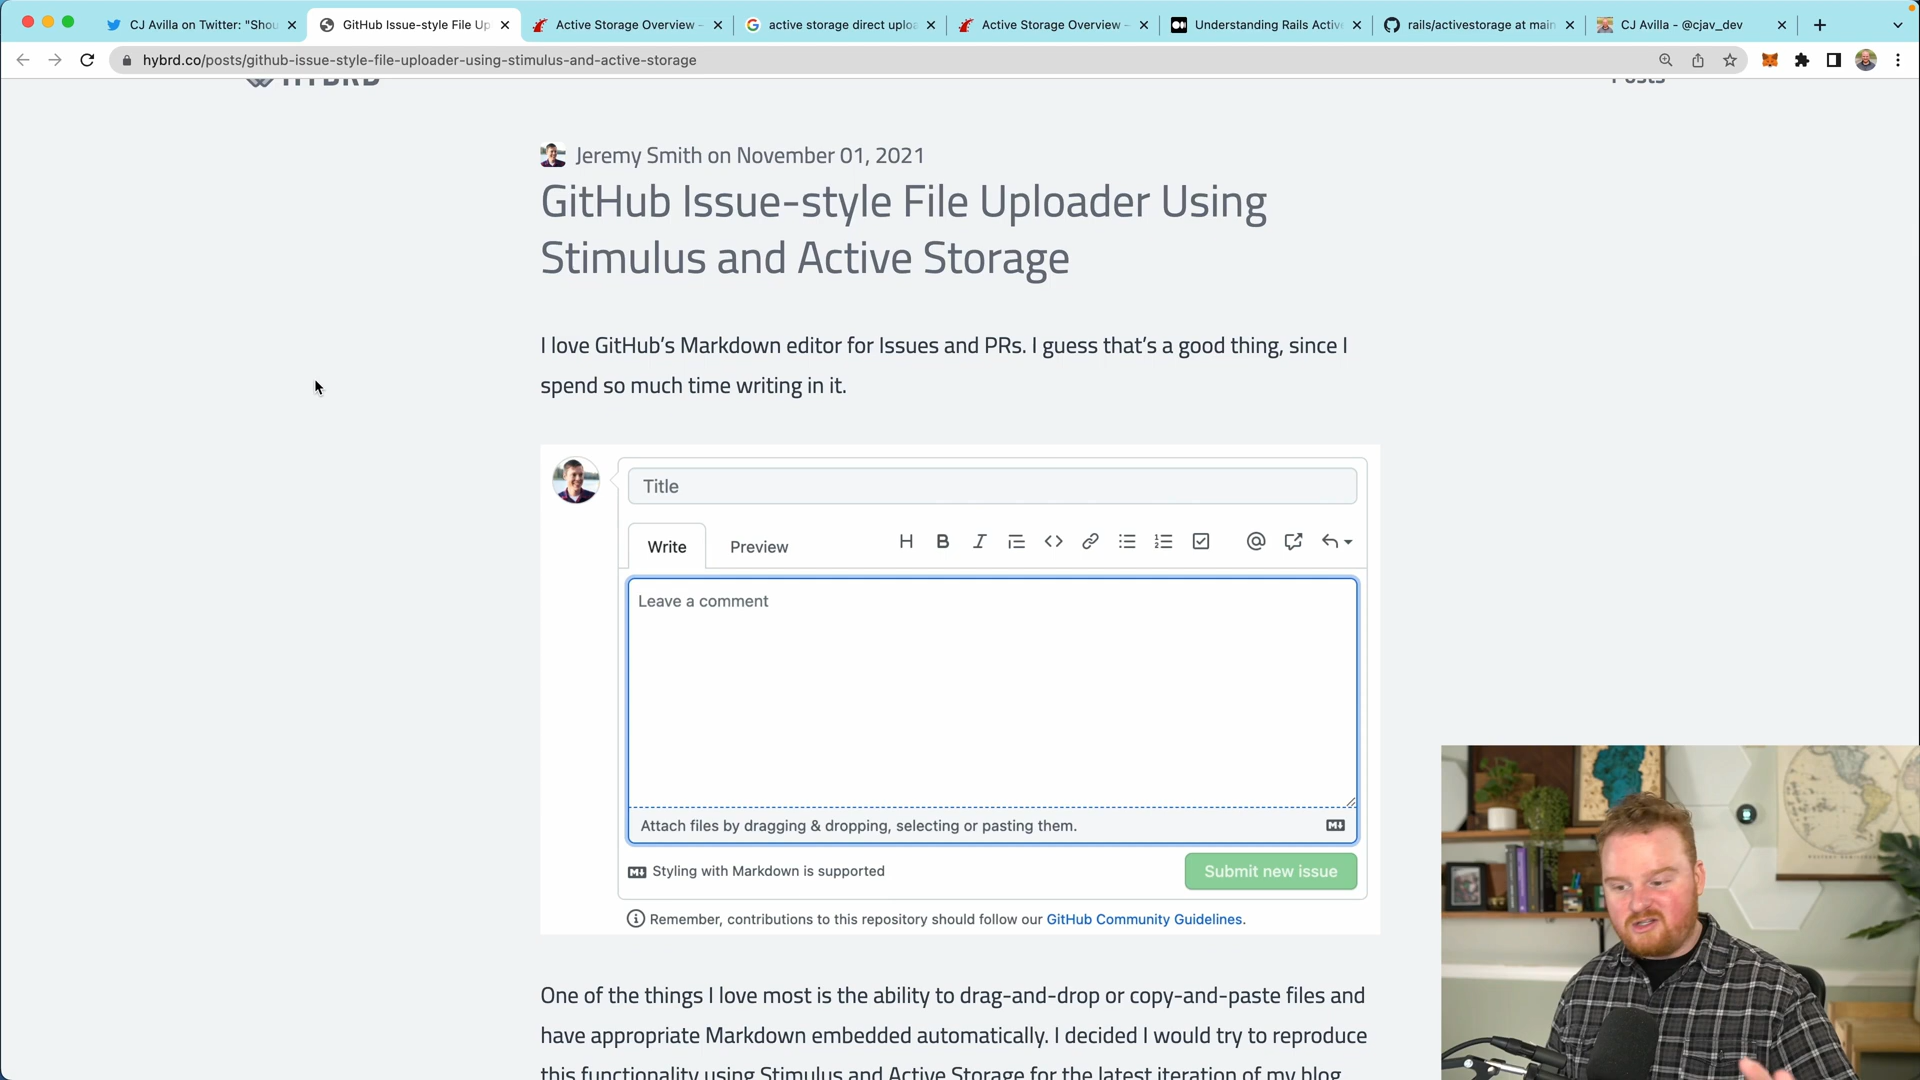 CJ Avilla on Twitter: "Shou
GitHub Issue-style File Up
Active Storage Overview —
active storage direct uploa
Active Storage Overview —
Understanding Rails Active
rails/activestorage at main
CJ Avilla - @cjav_dev
hybrd.co/posts/github-issue-style-file-uploader-using-stimulus-and-active-storage
HYBRD
Posts
Jeremy Smith on November 01, 2021
GitHub Issue-style File Uploader Using
Stimulus and Active Storage
I love GitHub’s Markdown editor for Issues and PRs. I guess that’s a good thing, since I
spend so much time writing in it.
Title
Write Preview
Leave a comment
Attach files by dragging & dropping, selecting or pasting them.
Styling with Markdown is supported
Submit new issue
Remember, contributions to this repository should follow our GitHub Community Guidelines.
One of the things I love most is the ability to drag-and-drop or copy-and-paste files and
have appropriate Markdown embedded automatically. I decided I would try to reproduce
this functionality using Stimulus and Active Storage for the latest iteration of my blog